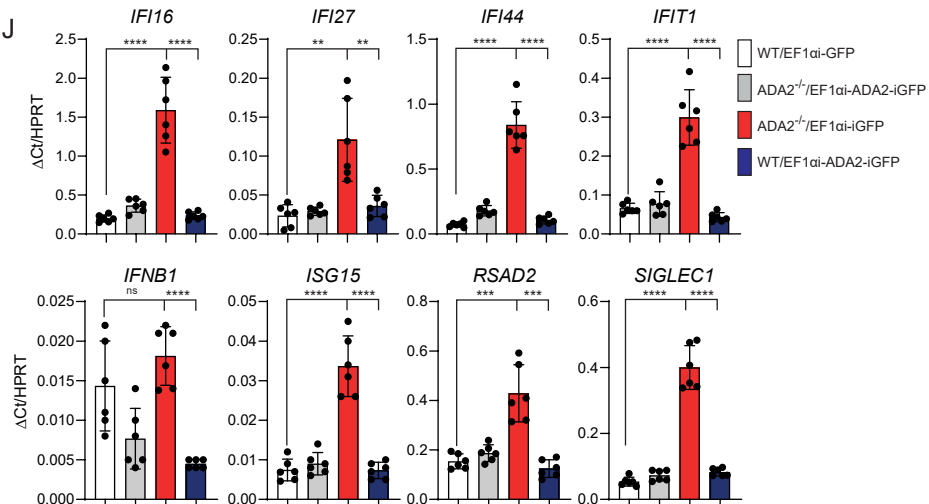 J
IFI16 IFI27 IFI44 IFIT1
**** **** ** ** **** **** **** ****
ΔCt/HPRT
2.5 2.0 1.5 1.0 0.5 0.0
0.25 0.20 0.15 0.10 0.05 0.00
1.5 1.0 0.5 0.0
0.5 0.4 0.3 0.2 0.1 0.0
WT/EF1αi-GFP
ADA2⁻/⁻/EF1αi-ADA2-iGFP
ADA2⁻/⁻/EF1αi-iGFP
WT/EF1αi-ADA2-iGFP
IFNB1 ISG15 RSAD2 SIGLEC1
ns **** **** **** *** *** **** ****
ΔCt/HPRT
0.025 0.020 0.015 0.010 0.005 0.000
0.05 0.04 0.03 0.02 0.01 0.00
0.8 0.6 0.4 0.2 0.0
0.6 0.4 0.2 0.0